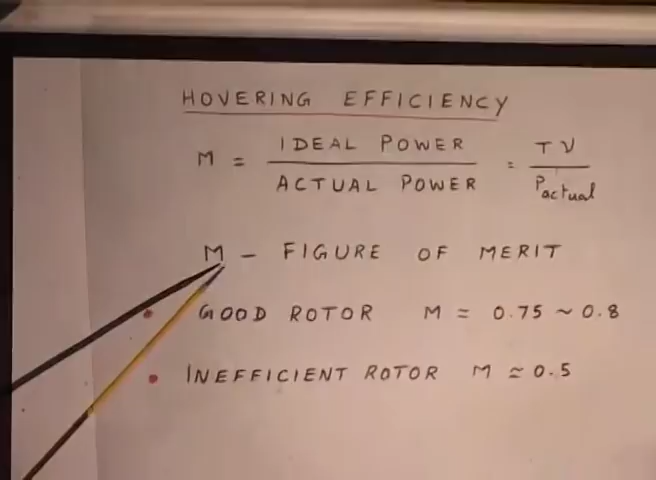 HOVERING EFFICIENCY
M = IDEAL POWER / ACTUAL POWER = TV / Pactual
M - FIGURE OF MERIT
• GOOD ROTOR M = 0.75 ~ 0.8
• INEFFICIENT ROTOR M ≃ 0.5